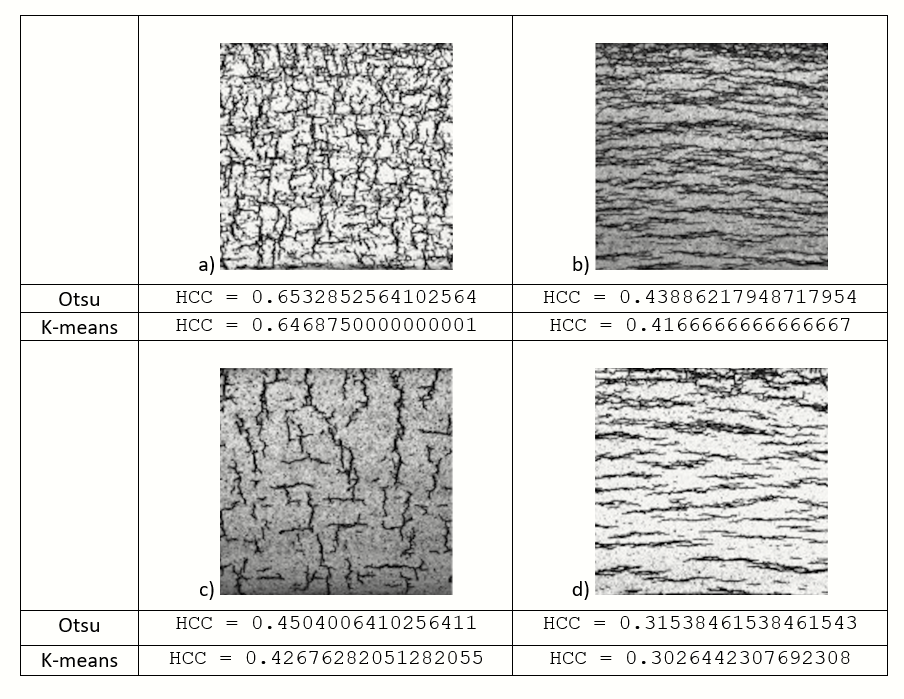 a)
b)
Otsu HCC = 0.6532852564102564 HCC = 0.43886217948717954
K-means HCC = 0.6468750000000001 HCC = 0.4166666666666667
c)
d)
Otsu HCC = 0.4504006410256411 HCC = 0.31538461538461543
K-means HCC = 0.42676282051282055 HCC = 0.3026442307692308